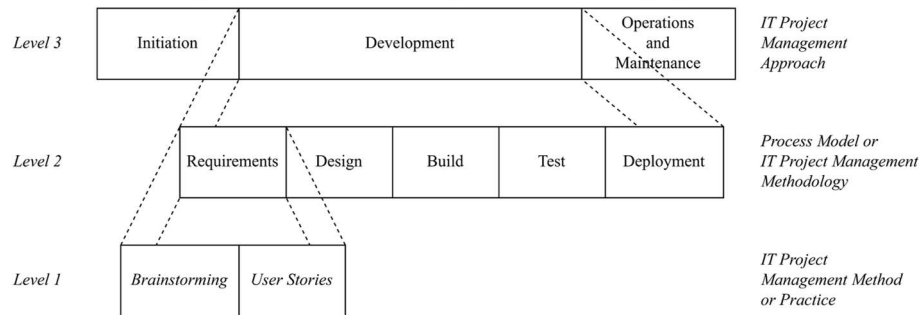 Level 3
Initiation
Development
Operations
and
Maintenance
IT Project
Management
Approach
Level 2
Requirements
Design
Build
Test
Deployment
Process Model or
IT Project Management
Methodology
Level 1
Brainstorming
User Stories
IT Project
Management Method
or Practice